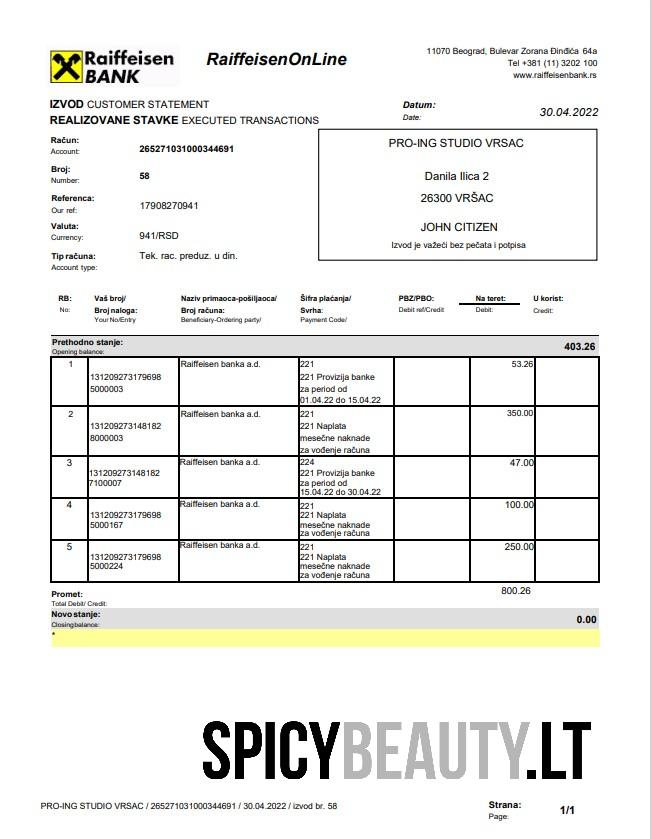 Raiffeisen
BANK
RaiffeisenOnLine
11070 Beograd, Bulevar Zorana Đinđića 64a
Tel +381 (11) 3202 100
www.raiffeisenbank.rs
IZVOD CUSTOMER STATEMENT
REALIZOVANE STAVKE EXECUTED TRANSACTIONS
Datum:
Date:
30.04.2022
Račun:
Account:
265271031000344691
Broj:
Number:
58
Referenca:
Our ref:
17908270941
Valuta:
Currency:
941/RSD
Tip računa:
Account type:
Tek. rac. preduz. u din.
PRO-ING STUDIO VRSAC
Danila Ilica 2
26300 VRŠAC
JOHN CITIZEN
Izvod je važeći bez pečata i potpisa
RB: Vaš broj/ Naziv primaoca-pošiljaoca/ Šifra plaćanja/ PBZ/PBO: Na teret: U korist:
No: Broj naloga: Broj računa: Svrha: Debit ref/Credit Debit: Credit:
Your No/Entry Beneficiary-Ordering party/ Payment Code/
Prethodno stanje:
Opening balance:
403.26
1 Raiffeisen banka a.d. 221 53.26
131209273179698 221 Provizija banke
5000003 za period od
01.04.22 do 15.04.22
2 Raiffeisen banka a.d. 221 350.00
131209273148182 221 Naplata
8000003 mesečne naknade
za vođenje računa
3 Raiffeisen banka a.d. 224 47.00
131209273148182 221 Provizija banke
7100007 za period od
15.04.22 do 30.04.22
4 Raiffeisen banka a.d. 221 100.00
131209273179698 221 Naplata
5000167 mesečne naknade
za vođenje računa
5 Raiffeisen banka a.d. 221 250.00
131209273179698 221 Naplata
5000224 mesečne naknade
za vođenje računa
Promet:
Total Debit/ Credit:
800.26
Novo stanje:
Closingbalance:
0.00
*
SPICYBEAUTY.LT
PRO-ING STUDIO VRSAC / 265271031000344691 / 30.04.2022 / izvod br. 58
Strana:
Page:
1/1